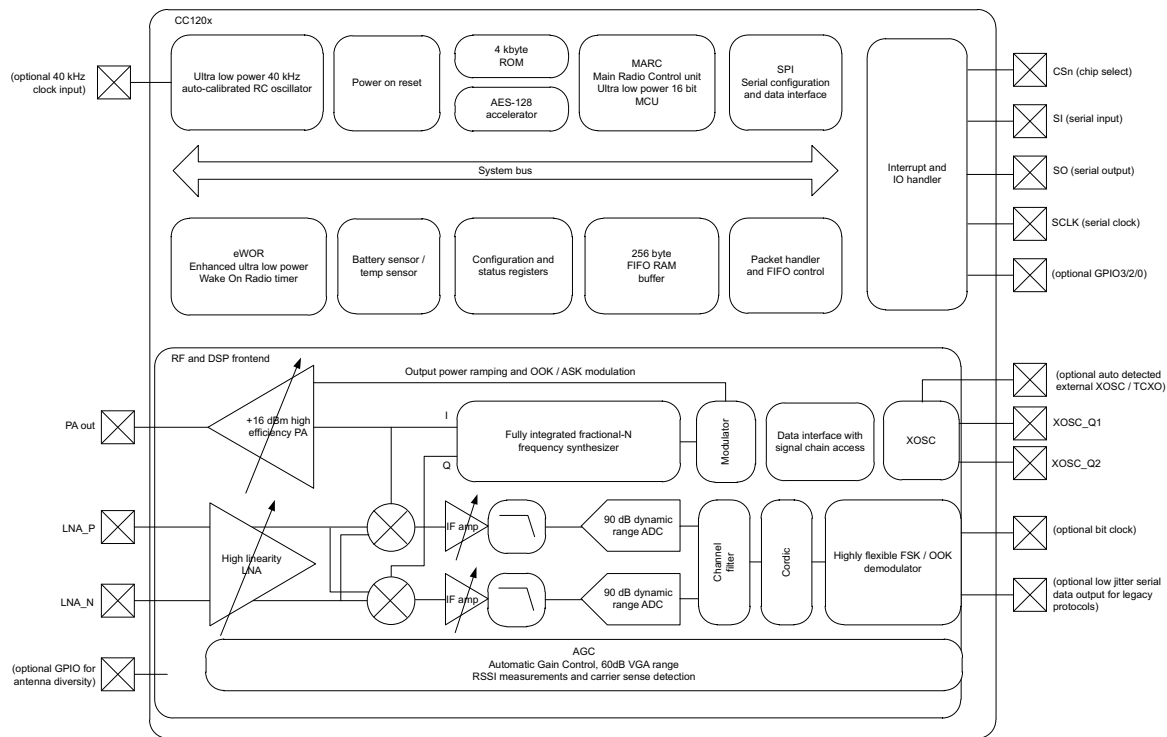 CC120x
(optional 40 kHz
clock input)
Ultra low power 40 kHz
auto-calibrated RC oscillator
Power on reset
4 kbyte
ROM
AES-128
accelerator
MARC
Main Radio Control unit
Ultra low power 16 bit
MCU
SPI
Serial configuration
and data interface
System bus
Interrupt and
IO handler
CSn (chip select)
SI (serial input)
SO (serial output)
SCLK (serial clock)
(optional GPIO3/2/0)
eWOR
Enhanced ultra low power
Wake On Radio timer
Battery sensor /
temp sensor
Configuration and
status registers
256 byte
FIFO RAM
buffer
Packet handler
and FIFO control
RF and DSP frontend
Output power ramping and OOK / ASK modulation
(optional auto detected
external XOSC / TCXO)
PA out
+16 dBm high
efficiency PA
I
Q
Fully integrated fractional-N
frequency synthesizer
Modulator
Data interface with
signal chain access
XOSC
XOSC_Q1
XOSC_Q2
LNA_P
LNA_N
High linearity
LNA
IF amp
90 dB dynamic
range ADC
IF amp
90 dB dynamic
range ADC
Channel
filter
Cordic
Highly flexible FSK / OOK
demodulator
(optional bit clock)
(optional low jitter serial
data output for legacy
protocols)
(optional GPIO for
antenna diversity)
AGC
Automatic Gain Control, 60dB VGA range
RSSI measurements and carrier sense detection